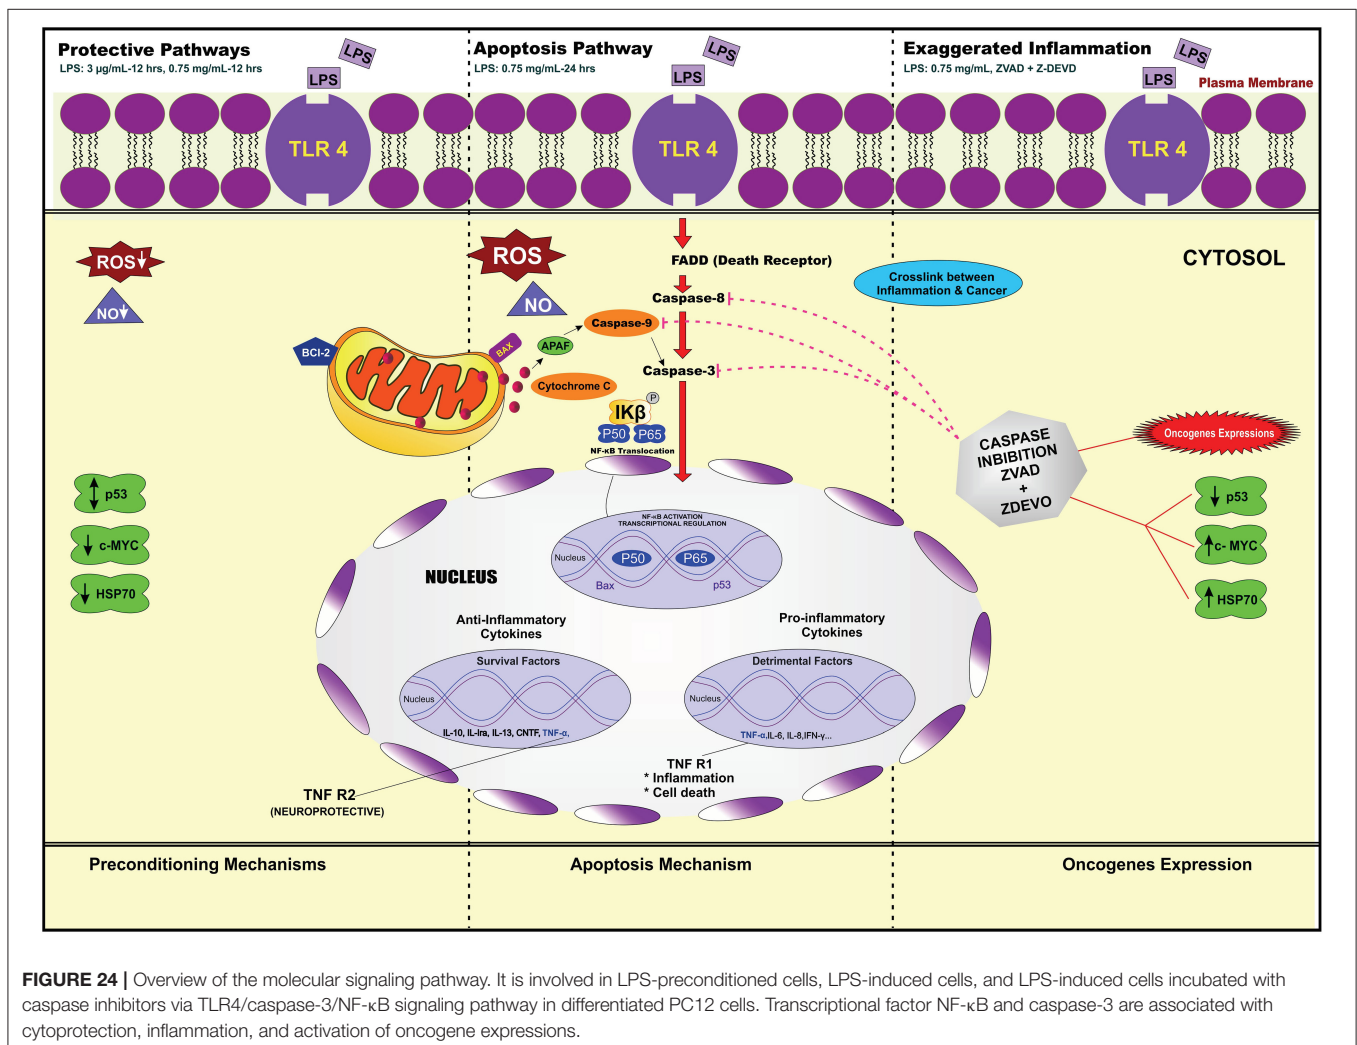 Protective Pathways
LPS: 3 µg/mL-12 hrs, 0.75 mg/mL-12 hrs
LPS
LPS
Apoptosis Pathway
LPS: 0.75 mg/mL-24 hrs
LPS
LPS
Exaggerated Inflammation
LPS: 0.75 mg/mL, ZVAD + Z-DEVD
LPS
LPS
Plasma Membrane
TLR 4
TLR 4
TLR 4
ROS
NO
ROS
NO
FADD (Death Receptor)
Caspase-8
Caspase-9
Caspase-3
Crosslink between
Inflammation & Cancer
CYTOSOL
BCI-2
BAX
APAF
Cytochrome C
P
IKβ
P50
P65
NF-κB Translocation
CASPASE
INBIBITION
ZVAD
+
ZDEVO
Oncogenes Expressions
p53
c-MYC
HSP70
p53
c- MYC
HSP70
NUCLEUS
NF-κB ACTIVATION
TRANSCRIPTIONAL REGULATION
Nucleus
P50
P65
Bax
p53
Anti-Inflammatory
Cytokines
Survival Factors
Nucleus
IL-10, IL-Ira, IL-13, CNTF, TNF-α,
TNF R2
(NEUROPROTECTIVE)
Pro-inflammatory
Cytokines
Detrimental Factors
Nucleus
TNF-α,IL-6, IL-8,IFN-γ...
TNF R1
* Inflammation
* Cell death
Preconditioning Mechanisms
Apoptosis Mechanism
Oncogenes Expression
FIGURE 24 | Overview of the molecular signaling pathway. It is involved in LPS-preconditioned cells, LPS-induced cells, and LPS-induced cells incubated with
caspase inhibitors via TLR4/caspase-3/NF-κB signaling pathway in differentiated PC12 cells. Transcriptional factor NF-κB and caspase-3 are associated with
cytoprotection, inflammation, and activation of oncogene expressions.